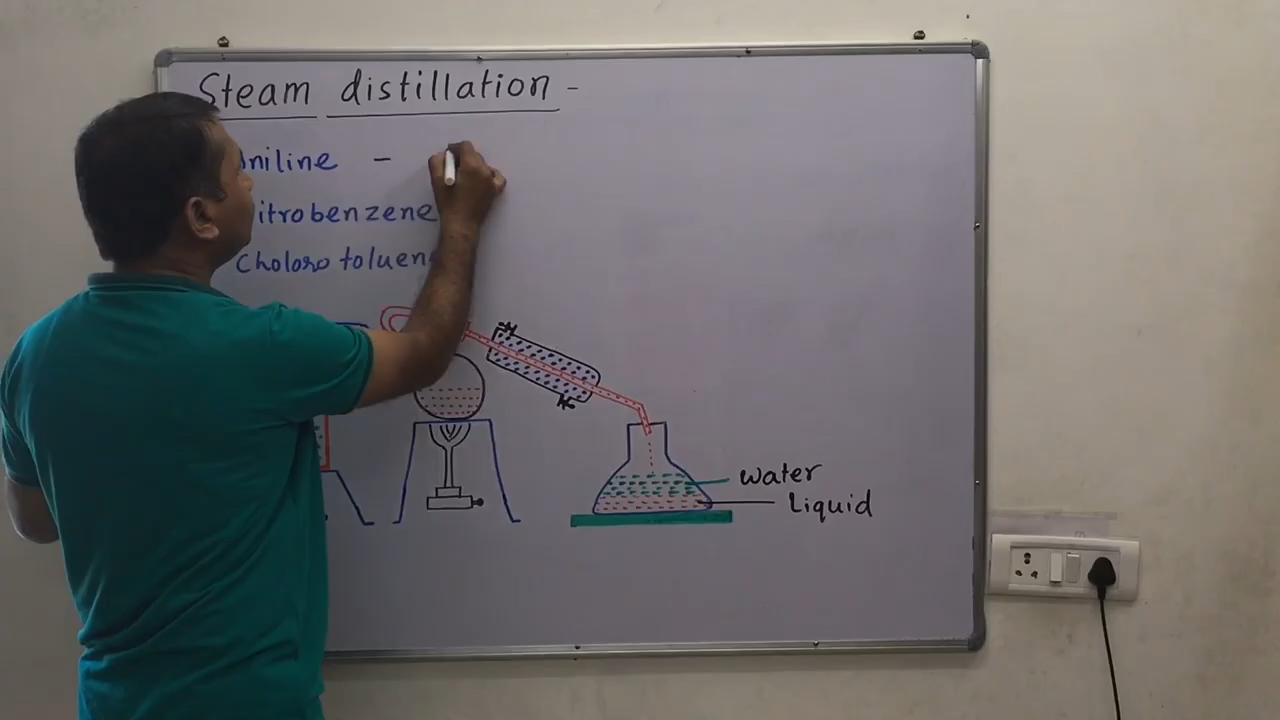 Steam distillation -
niline -
itrobenzene
Choloro toluen
water
Liquid